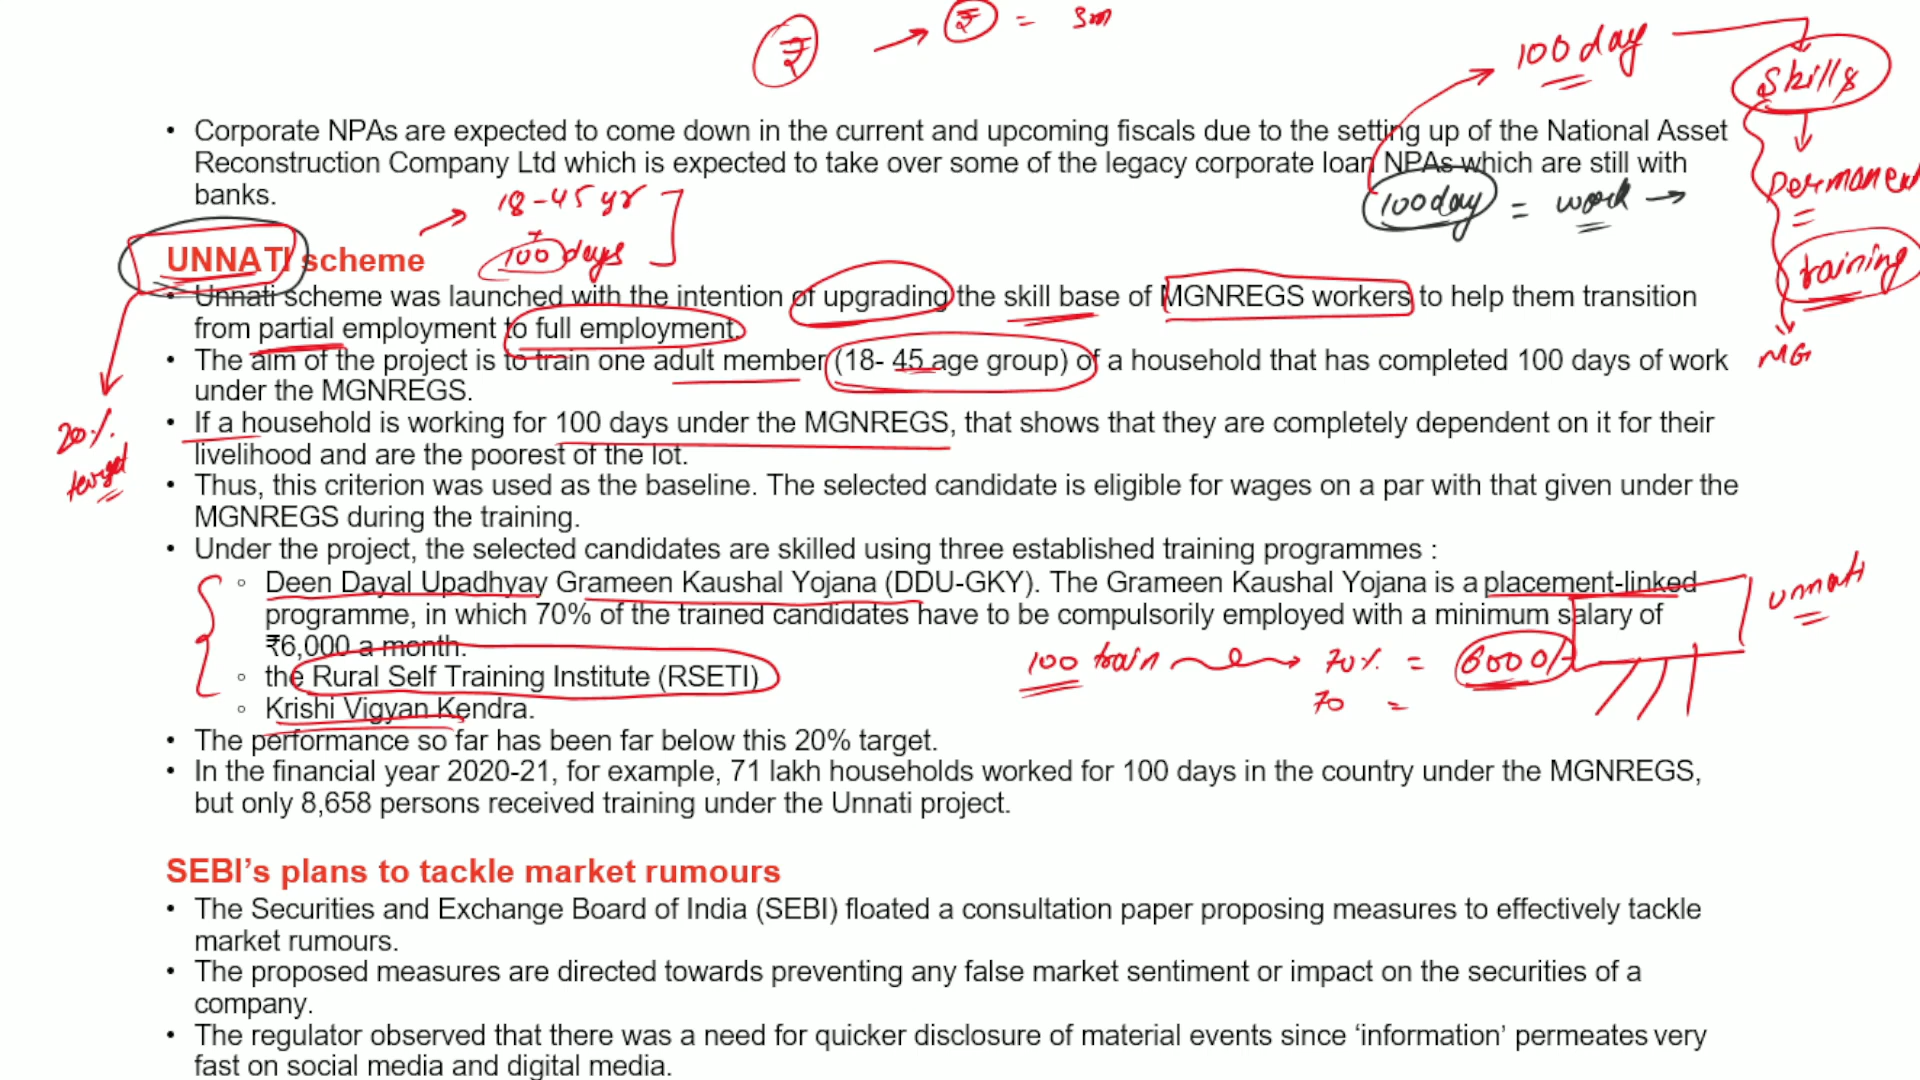 ₹ → ₹ = 3m
100 day
Skills
• Corporate NPAs are expected to come down in the current and upcoming fiscals due to the setting up of the National Asset
Reconstruction Company Ltd which is expected to take over some of the legacy corporate loan NPAs which are still with
banks.
18-45 yr
100 days
100 day = work →
permanent
training
MG
UNNATI scheme
• Unnati scheme was launched with the intention of upgrading the skill base of MGNREGS workers to help them transition
from partial employment to full employment.
• The aim of the project is to train one adult member (18- 45 age group) of a household that has completed 100 days of work
under the MGNREGS.
20%
target
• If a household is working for 100 days under the MGNREGS, that shows that they are completely dependent on it for their
livelihood and are the poorest of the lot.
• Thus, this criterion was used as the baseline. The selected candidate is eligible for wages on a par with that given under the
MGNREGS during the training.
• Under the project, the selected candidates are skilled using three established training programmes :
◦ Deen Dayal Upadhyay Grameen Kaushal Yojana (DDU-GKY). The Grameen Kaushal Yojana is a placement-linked
programme, in which 70% of the trained candidates have to be compulsorily employed with a minimum salary of
₹6,000 a month.
unnati
◦ the Rural Self Training Institute (RSETI)
100 train → 70% = 6000/-
70 =
◦ Krishi Vigyan Kendra.
• The performance so far has been far below this 20% target.
• In the financial year 2020-21, for example, 71 lakh households worked for 100 days in the country under the MGNREGS,
but only 8,658 persons received training under the Unnati project.
SEBI’s plans to tackle market rumours
• The Securities and Exchange Board of India (SEBI) floated a consultation paper proposing measures to effectively tackle
market rumours.
• The proposed measures are directed towards preventing any false market sentiment or impact on the securities of a
company.
• The regulator observed that there was a need for quicker disclosure of material events since ‘information’ permeates very
fast on social media and digital media.